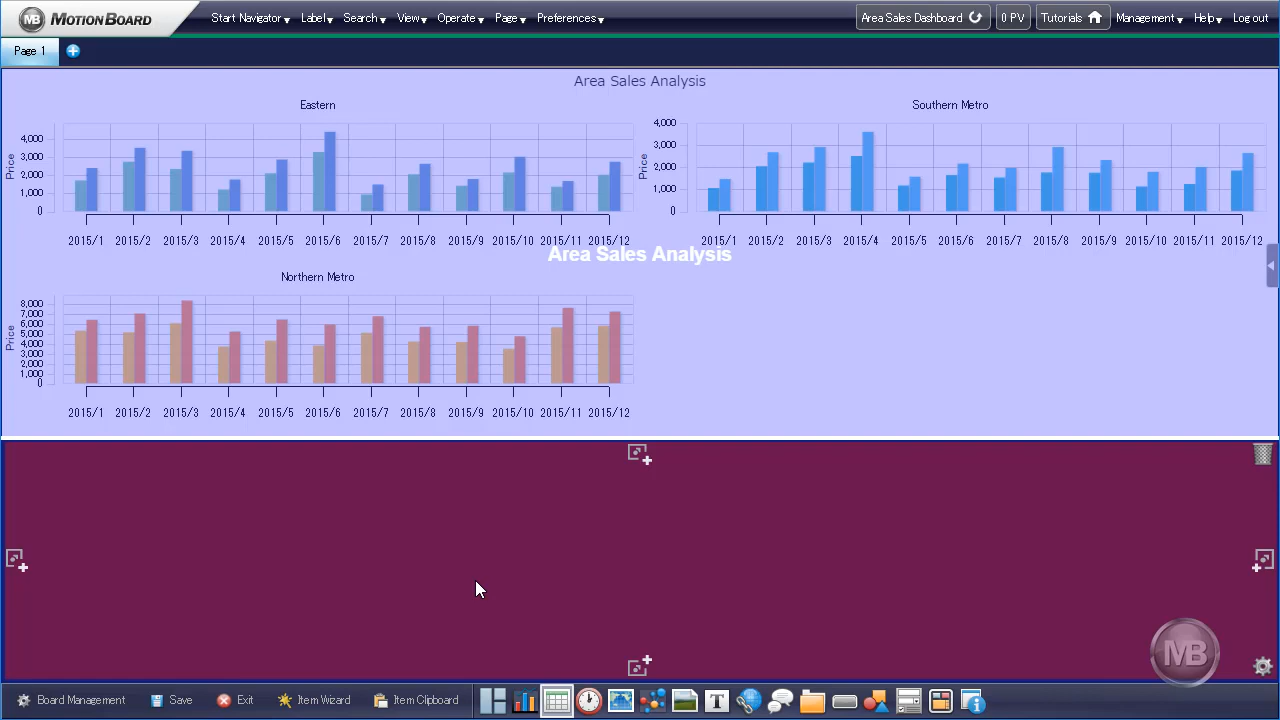 MB MOTIONBOARD Start Navigator Label Search View Operate Page Preferences Area Sales Dashboard 0 PV Tutorials Management Help Log out
Page 1
Area Sales Analysis
Eastern
Price
4,000
3,000
2,000
1,000
0
2015/1 2015/2 2015/3 2015/4 2015/5 2015/6 2015/7 2015/8 2015/9 2015/10 2015/11 2015/12
Southern Metro
Price
4,000
3,000
2,000
1,000
0
2015/1 2015/2 2015/3 2015/4 2015/5 2015/6 2015/7 2015/8 2015/9 2015/10 2015/11 2015/12
Area Sales Analysis
Northern Metro
Price
8,000
7,000
6,000
5,000
4,000
3,000
2,000
1,000
0
2015/1 2015/2 2015/3 2015/4 2015/5 2015/6 2015/7 2015/8 2015/9 2015/10 2015/11 2015/12
MB
Board Management Save Exit Item Wizard Item Clipboard T